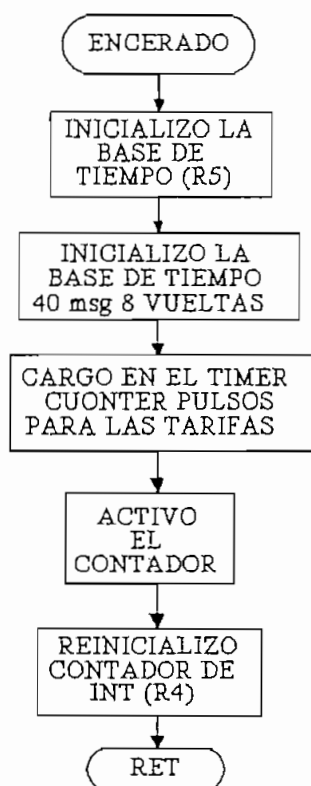 ENCERADO
INICIALIZO LA
BASE DE
TIEMPO (R5)
INICIALIZO LA
BASE DE TIEMPO
40 msg 8 VUELTAS
CARGO EN EL TIMER
CUONTER PULSOS
PARA LAS TARIFAS
ACTIVO
EL
CONTADOR
REINICIALIZO
CONTADOR DE
INT (R4)
RET